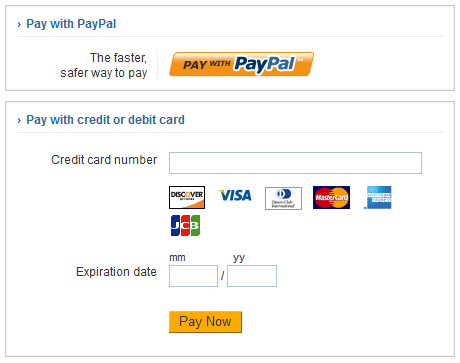 › Pay with PayPal
The faster,
safer way to pay
PAY WITH PayPal
› Pay with credit or debit card
Credit card number
DISCOVER VISA Diners Club International MasterCard
JCB
mm yy
Expiration date /
Pay Now